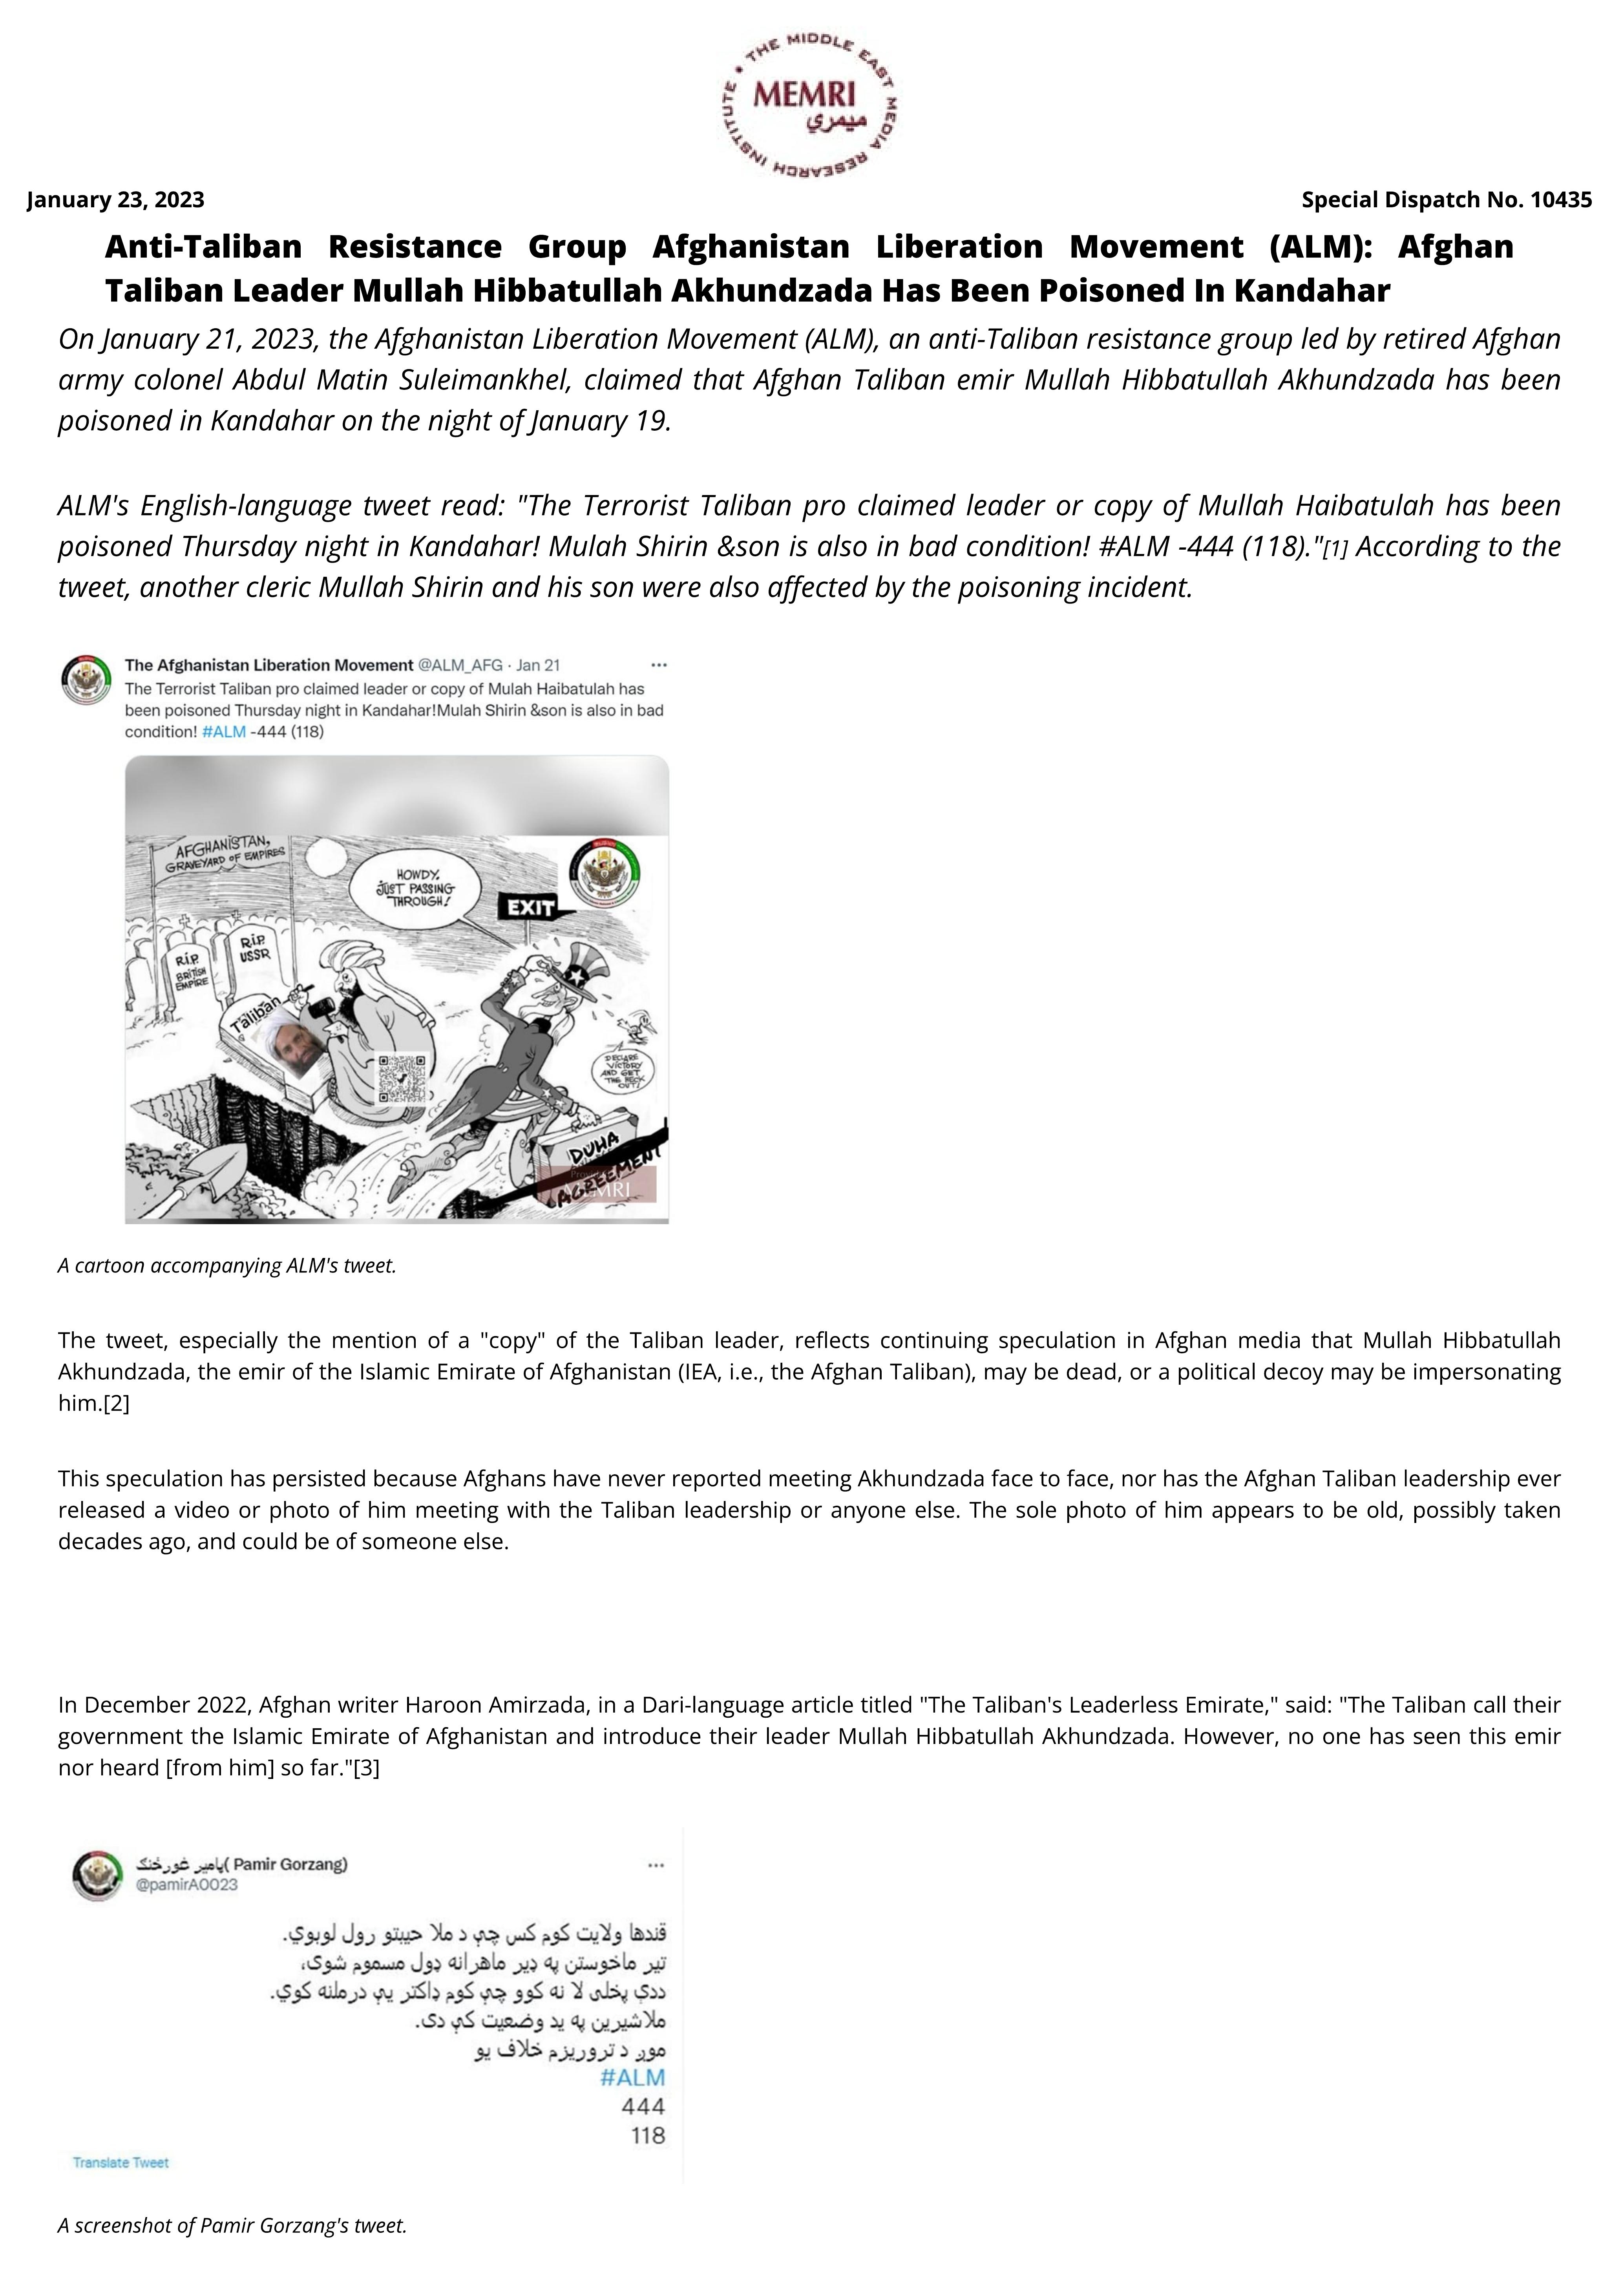 THE MIDDLE EAST MEDIA RESEARCH INSTITUTE
MEMRI
ميمري
January 23, 2023
Special Dispatch No. 10435
Anti-Taliban Resistance Group Afghanistan Liberation Movement (ALM): Afghan
Taliban Leader Mullah Hibbatullah Akhundzada Has Been Poisoned In Kandahar
On January 21, 2023, the Afghanistan Liberation Movement (ALM), an anti-Taliban resistance group led by retired Afghan
army colonel Abdul Matin Suleimankhel, claimed that Afghan Taliban emir Mullah Hibbatullah Akhundzada has been
poisoned in Kandahar on the night of January 19.
ALM's English-language tweet read: "The Terrorist Taliban pro claimed leader or copy of Mullah Haibatulah has been
poisoned Thursday night in Kandahar! Mulah Shirin &son is also in bad condition! #ALM -444 (118)."[1] According to the
tweet, another cleric Mullah Shirin and his son were also affected by the poisoning incident.
The Afghanistan Liberation Movement @ALM_AFG · Jan 21
The Terrorist Taliban pro claimed leader or copy of Mulah Haibatulah has
been poisoned Thursday night in Kandahar!Mulah Shirin &son is also in bad
condition! #ALM -444 (118)
AFGHANISTAN,
GRAVEYARD OF EMPIRES
HOWDY,
JUST PASSING
THROUGH!
EXIT
R.I.P.
BRITISH
EMPIRE
R.I.P.
USSR
Taliban
DECLARE
VICTORY
AND GET
THE HECK
OUT!
DUHA
AGREEMENT
MEMRI
A cartoon accompanying ALM's tweet.
The tweet, especially the mention of a "copy" of the Taliban leader, reflects continuing speculation in Afghan media that Mullah Hibbatullah
Akhundzada, the emir of the Islamic Emirate of Afghanistan (IEA, i.e., the Afghan Taliban), may be dead, or a political decoy may be impersonating
him.[2]
This speculation has persisted because Afghans have never reported meeting Akhundzada face to face, nor has the Afghan Taliban leadership ever
released a video or photo of him meeting with the Taliban leadership or anyone else. The sole photo of him appears to be old, possibly taken
decades ago, and could be of someone else.
In December 2022, Afghan writer Haroon Amirzada, in a Dari-language article titled "The Taliban's Leaderless Emirate," said: "The Taliban call their
government the Islamic Emirate of Afghanistan and introduce their leader Mullah Hibbatullah Akhundzada. However, no one has seen this emir
nor heard [from him] so far."[3]
پامیر غورځنګ( Pamir Gorzang)
@pamirA0023
قندها ولایت کوم کس چې د ملا حیبتو رول لوبوي.
تیر ماخوستن په ډیر ماهرانه ډول مسموم شوی،
ددې پخلی لا نه کوو چې کوم ډاکتر یې درملنه کوي.
ملاشیرین په ید وضعیت کې دی.
موږ د تروریزم خلاف یو
#ALM
444
118
Translate Tweet
A screenshot of Pamir Gorzang's tweet.